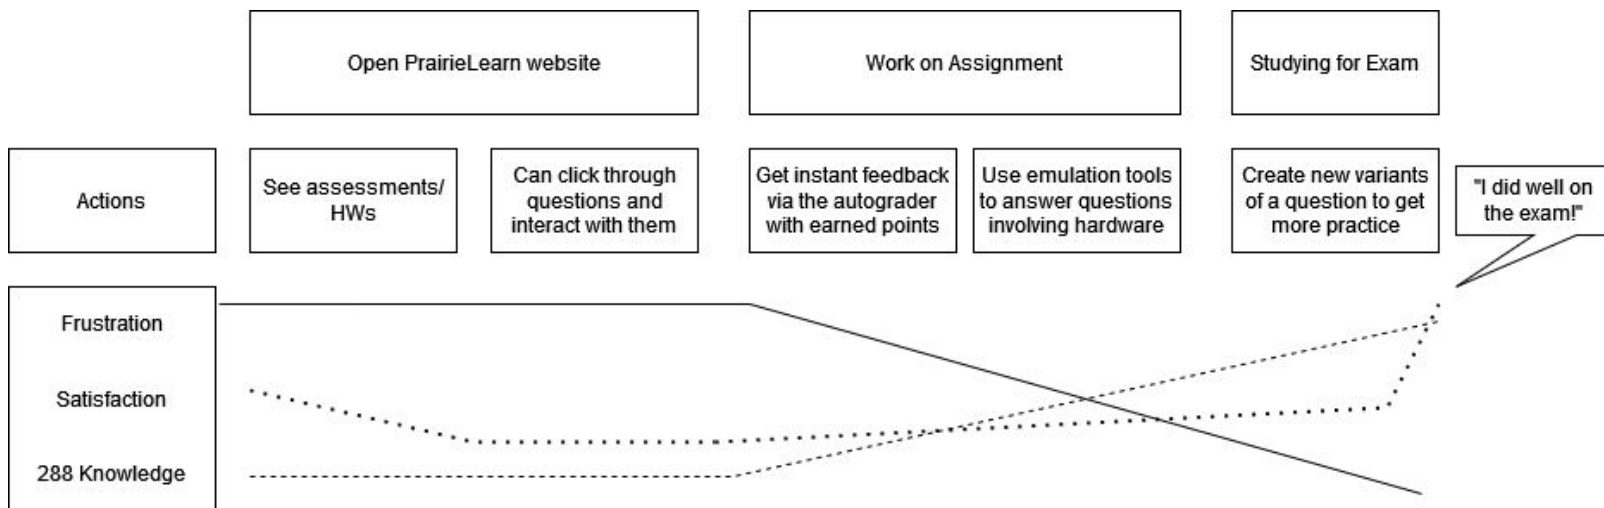 Open PrairieLearn website
Work on Assignment
Studying for Exam
Actions
See assessments/
HWs
Can click through
questions and
interact with them
Get instant feedback
via the autograder
with earned points
Use emulation tools
to answer questions
involving hardware
Create new variants
of a question to get
more practice
"I did well on
the exam!"
Frustration
Satisfaction
288 Knowledge